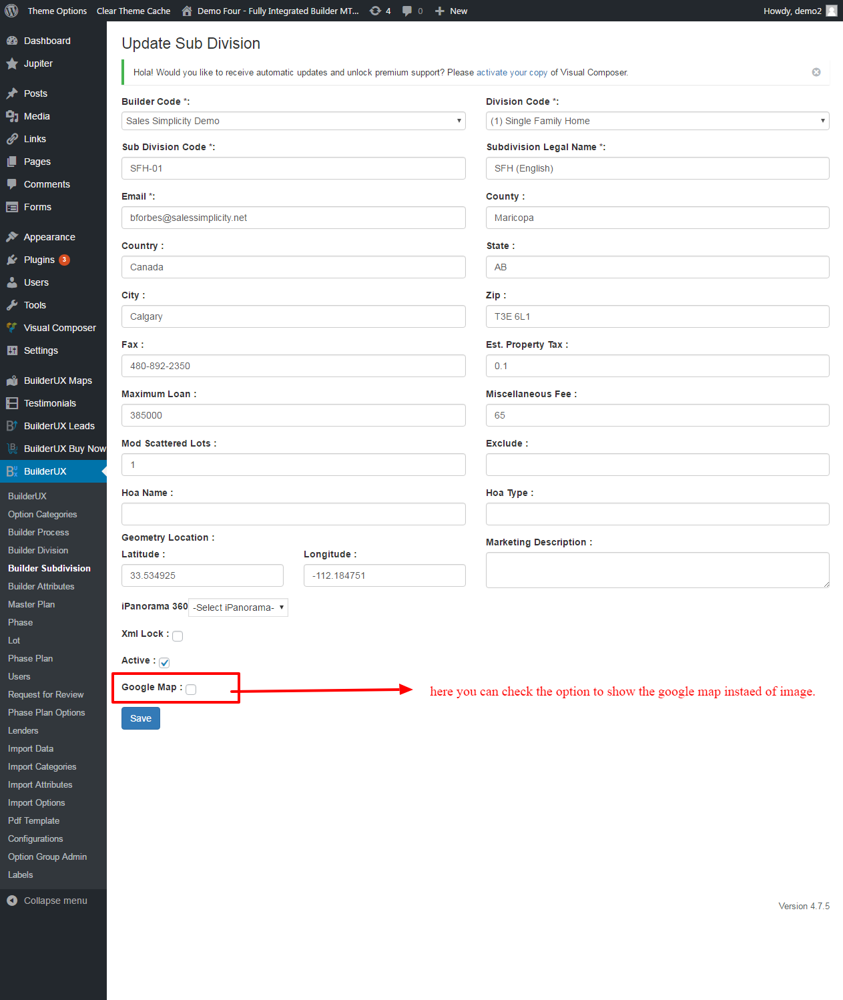 Theme Options Clear Theme Cache Demo Four - Fully Integrated Builder MT... 4 0 New Howdy, demo2
Dashboard
Jupiter
Posts
Media
Links
Pages
Comments
Forms
Appearance
Plugins 3
Users
Tools
Visual Composer
Settings
BuilderUX Maps
Testimonials
BuilderUX Leads
BuilderUX Buy Now
BuilderUX
BuilderUX
Option Categories
Builder Process
Builder Division
Builder Subdivision
Builder Attributes
Master Plan
Phase
Lot
Phase Plan
Users
Request for Review
Phase Plan Options
Lenders
Import Data
Import Categories
Import Attributes
Import Options
Pdf Template
Configurations
Option Group Admin
Labels
Collapse menu
Update Sub Division
Hola! Would you like to receive automatic updates and unlock premium support? Please activate your copy of Visual Composer.
Builder Code *: Division Code *:
Sales Simplicity Demo (1) Single Family Home
Sub Division Code *: Subdivision Legal Name *:
SFH-01 SFH (English)
Email *: County :
bforbes@salessimplicity.net Maricopa
Country : State :
Canada AB
City : Zip :
Calgary T3E 6L1
Fax : Est. Property Tax :
480-892-2350 0.1
Maximum Loan : Miscellaneous Fee :
385000 65
Mod Scattered Lots : Exclude :
1
Hoa Name : Hoa Type :
Geometry Location : Marketing Description :
Latitude : Longitude :
33.534925 -112.184751
iPanorama 360 -Select iPanorama-
Xml Lock :
Active :
Google Map : here you can check the option to show the google map instaed of image.
Save
Version 4.7.5